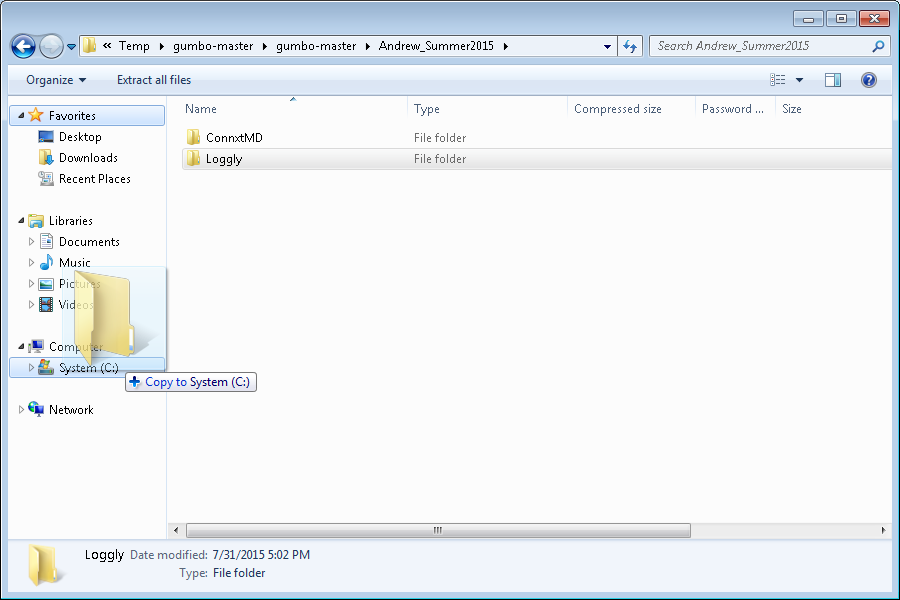 « Temp gumbo-master gumbo-master Andrew_Summer2015 Search Andrew_Summer2015
Organize Extract all files
Favorites
Desktop
Downloads
Recent Places
Libraries
Documents
Music
Pictures
Videos
Computer
System (C:)
Network
Name Type Compressed size Password ... Size
ConnxtMD File folder
Loggly File folder
Copy to System (C:)
Loggly Date modified: 7/31/2015 5:02 PM
Type: File folder